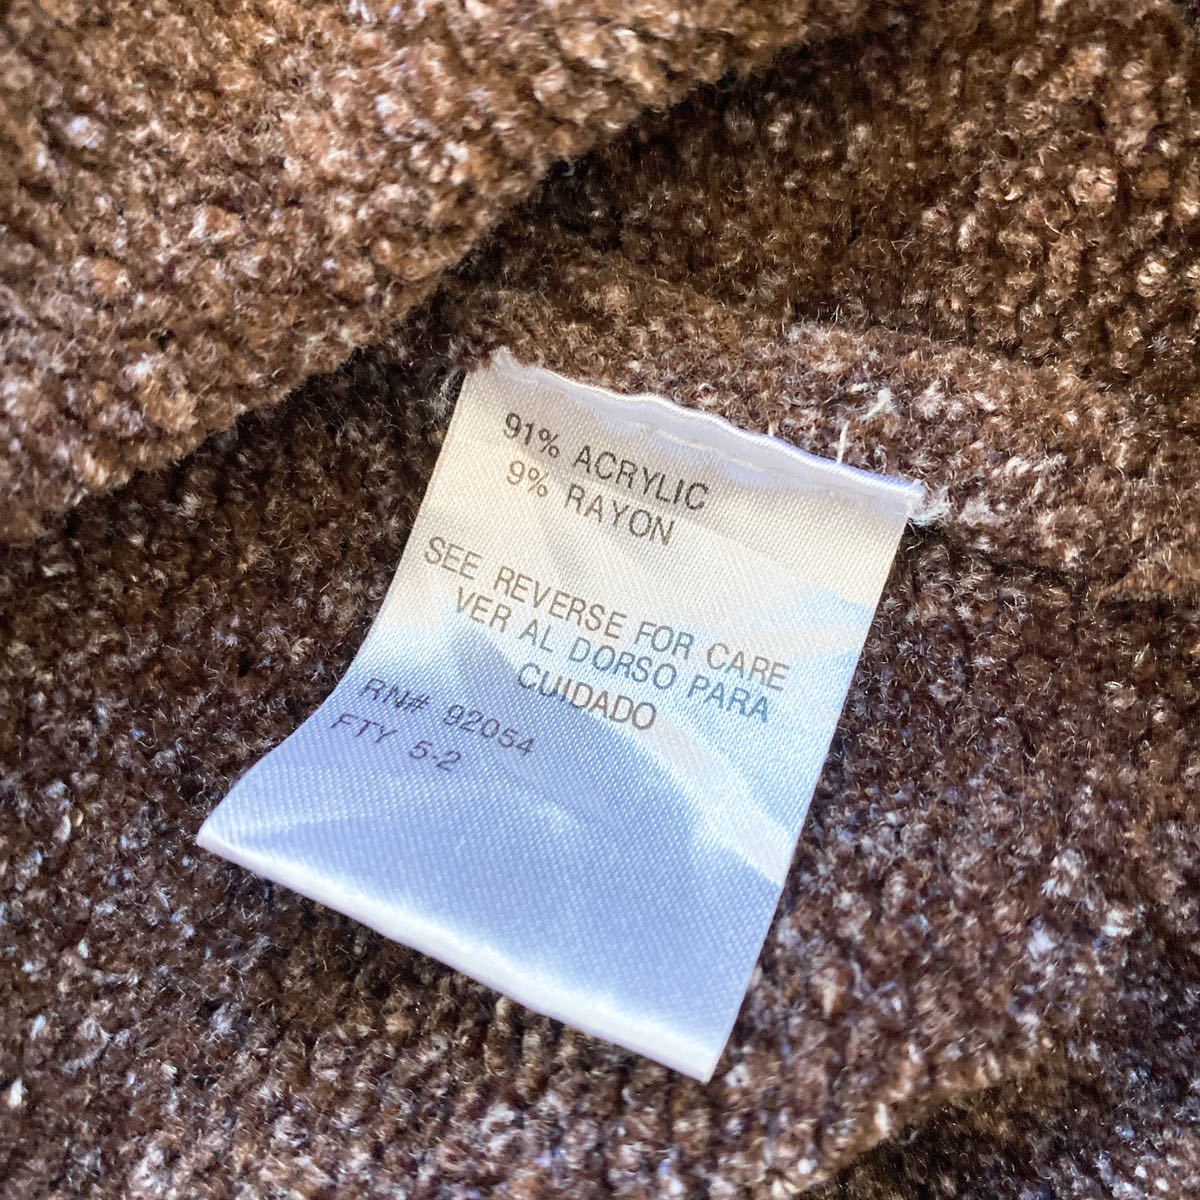 91% ACRYLIC
9% RAYON
SEE REVERSE FOR CARE
VER AL DORSO PARA
CUIDADO
RN# 92054
FTY 5-2